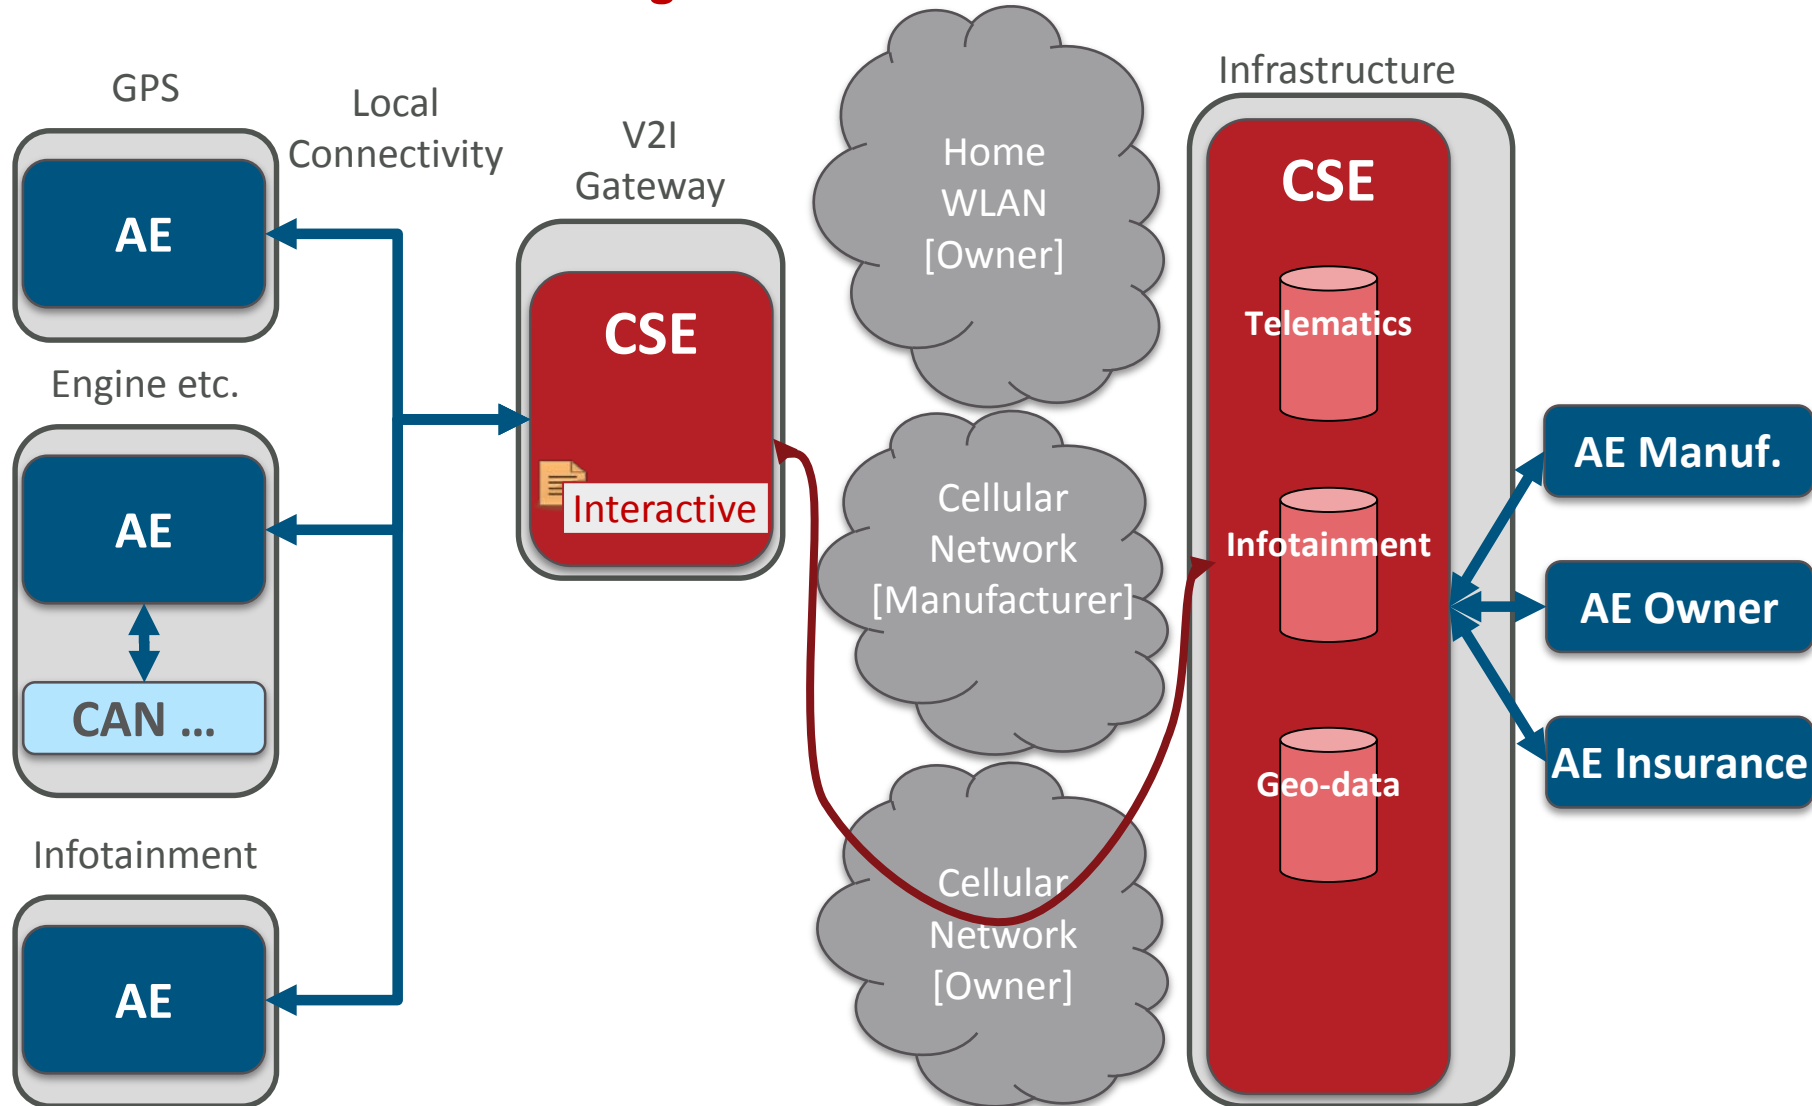 g
GPS
Local
Connectivity
V2I
Gateway
Infrastructure
AE
CSE
Interactive
Engine etc.
AE
CAN ...
Infotainment
AE
Home
WLAN
[Owner]
Cellular
Network
[Manufacturer]
Cellular
Network
[Owner]
CSE
Telematics
Infotainment
Geo-data
AE Manuf.
AE Owner
AE Insurance